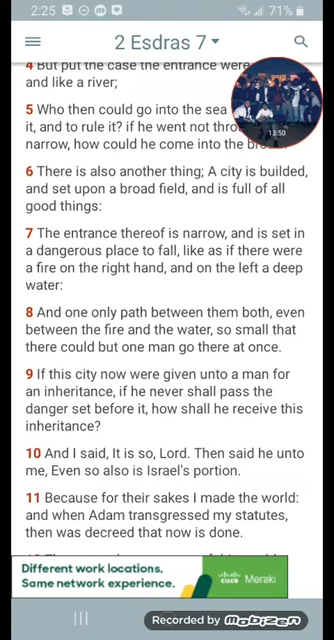 2:25
71%
2 Esdras 7
4 But put the case the entrance were
and like a river;
5 Who then could go into the sea
it, and to rule it? if he went not thro
narrow, how could he come into the br
13:50
6 There is also another thing; A city is builded,
and set upon a broad field, and is full of all
good things:
7 The entrance thereof is narrow, and is set in
a dangerous place to fall, like as if there were
a fire on the right hand, and on the left a deep
water:
8 And one only path between them both, even
between the fire and the water, so small that
there could but one man go there at once.
9 If this city now were given unto a man for
an inheritance, if he never shall pass the
danger set before it, how shall he receive this
inheritance?
10 And I said, It is so, Lord. Then said he unto
me, Even so also is Israel's portion.
11 Because for their sakes I made the world:
and when Adam transgressed my statutes,
then was decreed that now is done.
Different work locations.
Same network experience.
CISCO Meraki
Recorded by mobizen